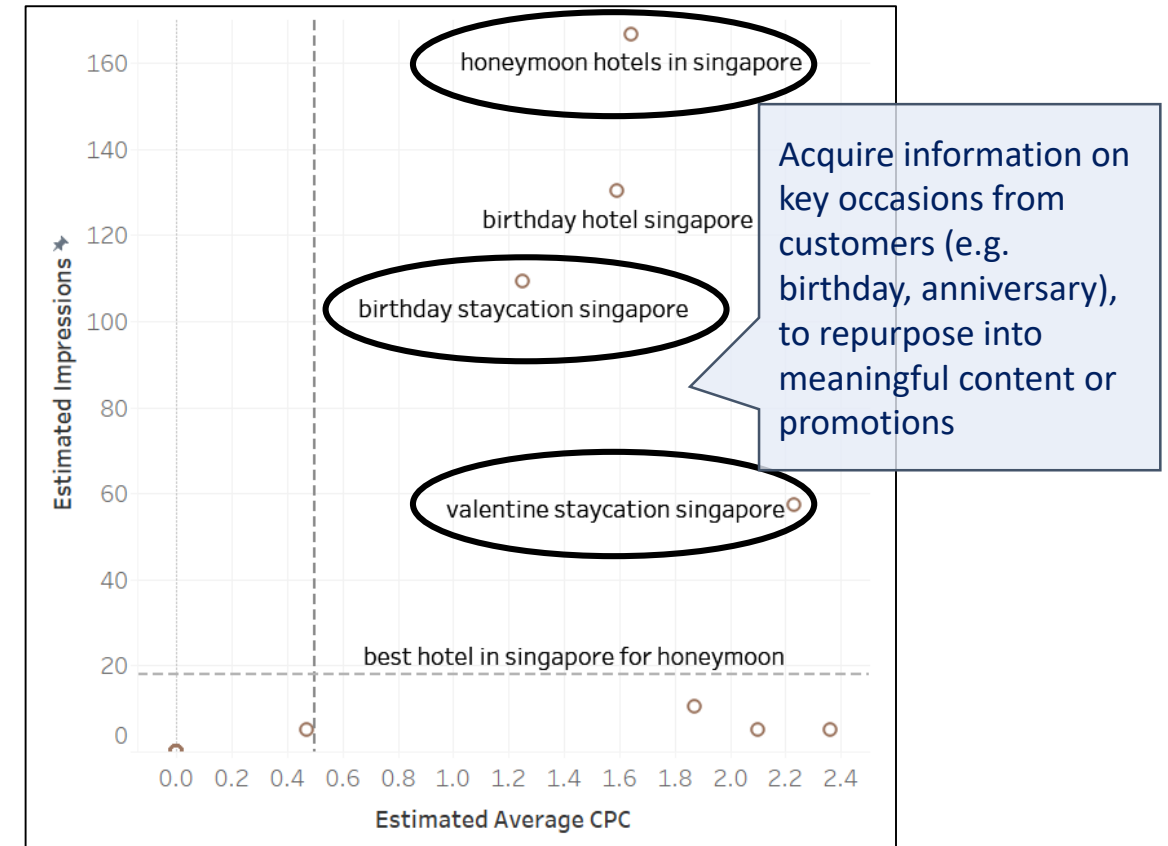 160
honeymoon hotels in singapore
140
birthday hotel singapore
120
birthday staycation singapore
100
80
60
valentine staycation singapore
40
best hotel in singapore for honeymoon
20
0
Estimated Impressions
0.0 0.2 0.4 0.6 0.8 1.0 1.2 1.4 1.6 1.8 2.0 2.2 2.4
Estimated Average CPC
Acquire information on
key occasions from
customers (e.g.
birthday, anniversary),
to repurpose into
meaningful content or
promotions